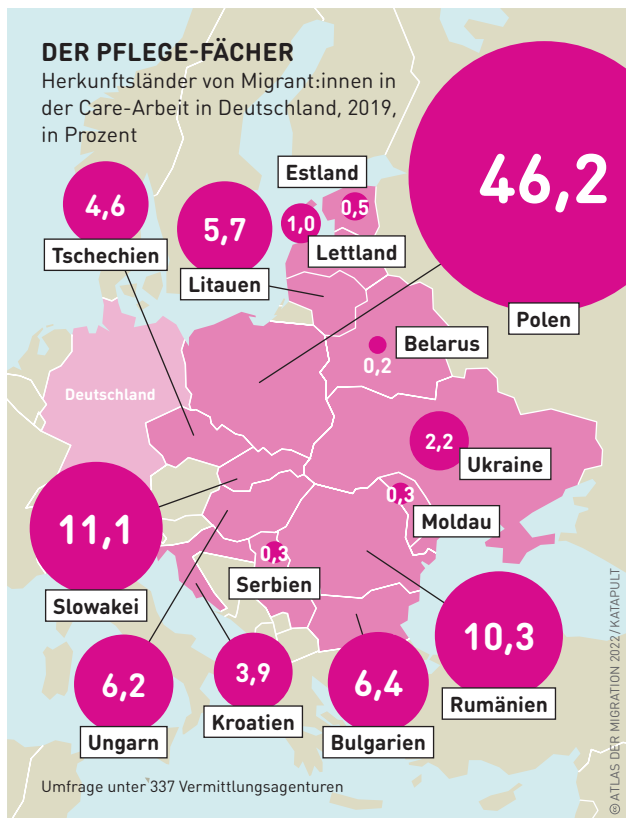 DER PFLEGE-FÄCHER
Herkunftsländer von Migrant:innen in
der Care-Arbeit in Deutschland, 2019,
in Prozent
46,2
Polen
Estland
0,5
4,6
Tschechien
5,7
Litauen
1,0
Lettland
Belarus
0,2
Deutschland
2,2
Ukraine
0,3
Moldau
11,1
Slowakei
0,3
Serbien
10,3
Rumänien
6,2
Ungarn
3,9
Kroatien
6,4
Bulgarien
Umfrage unter 337 Vermittlungsagenturen
© ATLAS DER MIGRATION 2022/KATAPULT